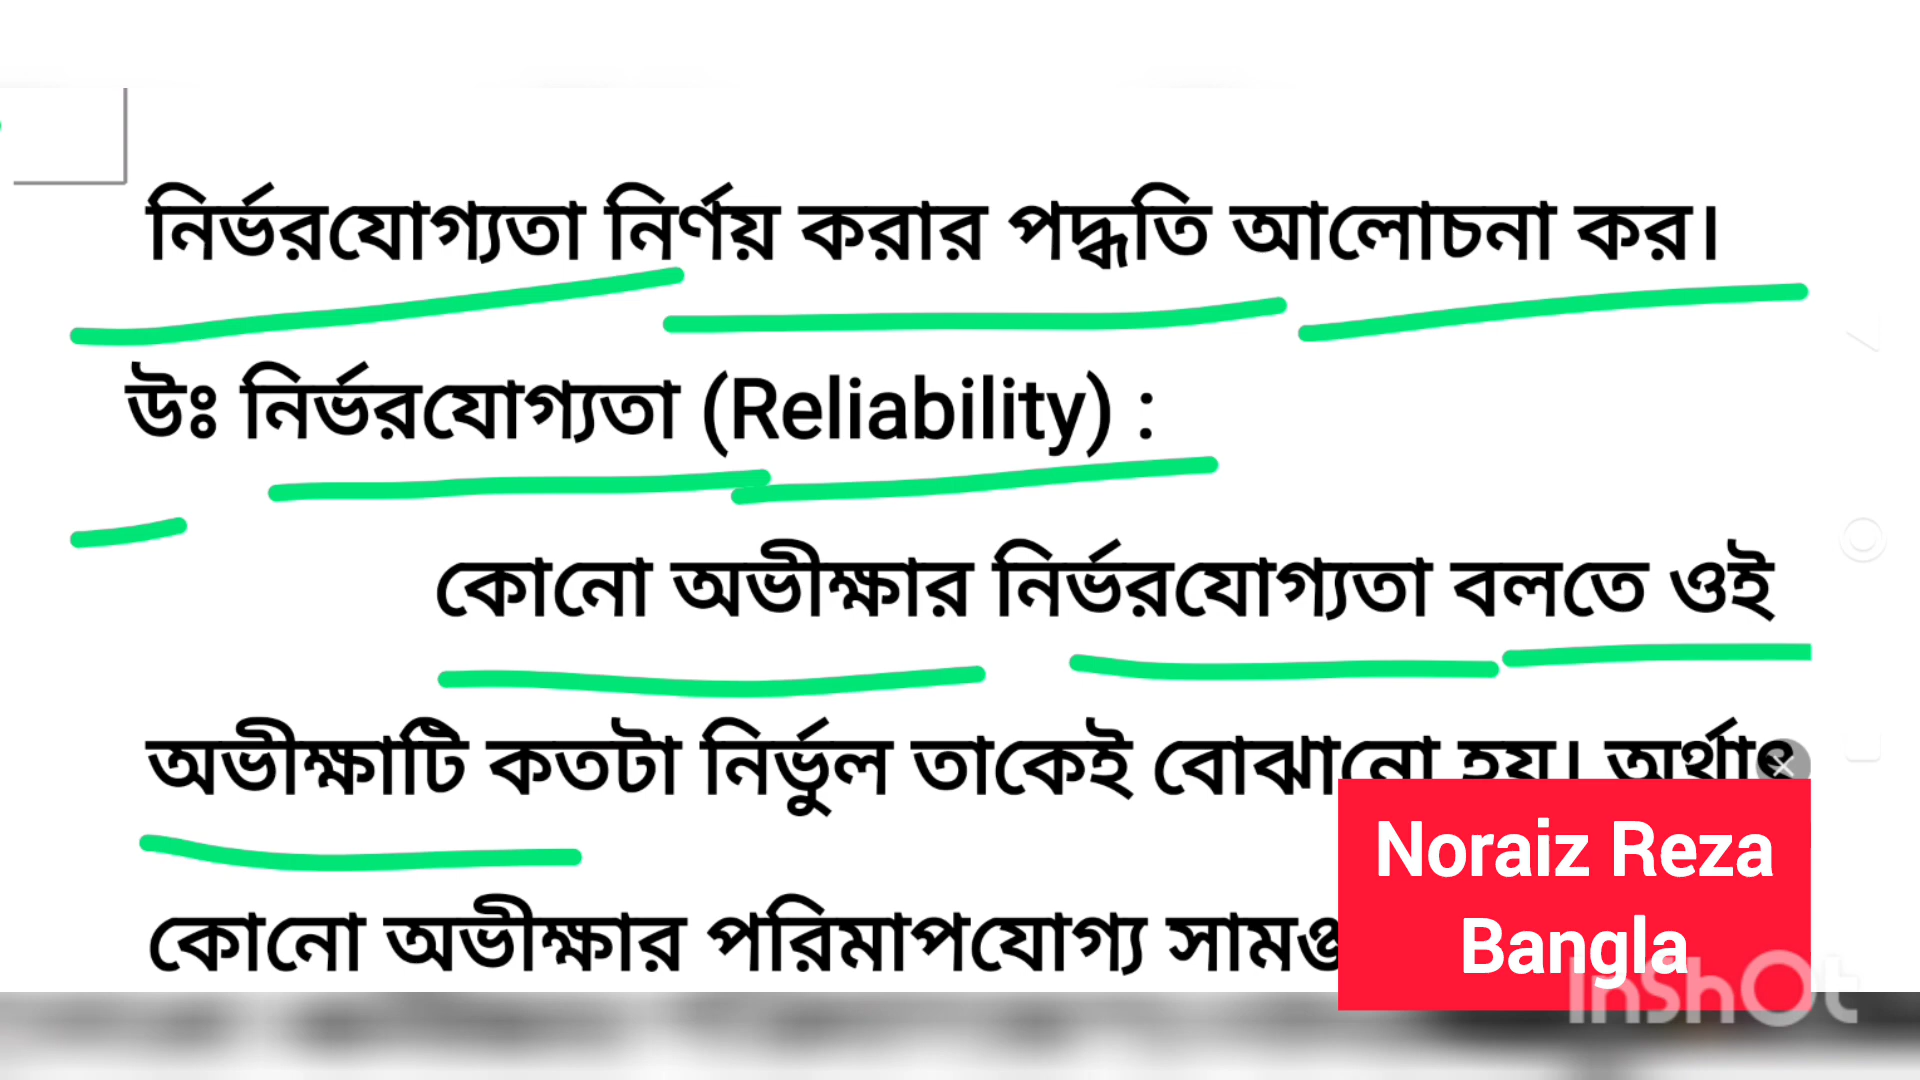 নির্ভরযোগ্যতা নির্ণয় করার পদ্ধতি আলোচনা কর।
উঃ নির্ভরযোগ্যতা (Reliability) :
কোনো অভীক্ষার নির্ভরযোগ্যতা বলতে ওই
অভীক্ষাটি কতটা নির্ভুল তাকেই বোঝানো হয়। অর্থাৎ
কোনো অভীক্ষার পরিমাপযোগ্য
Noraiz Reza
Bangla
InShOt